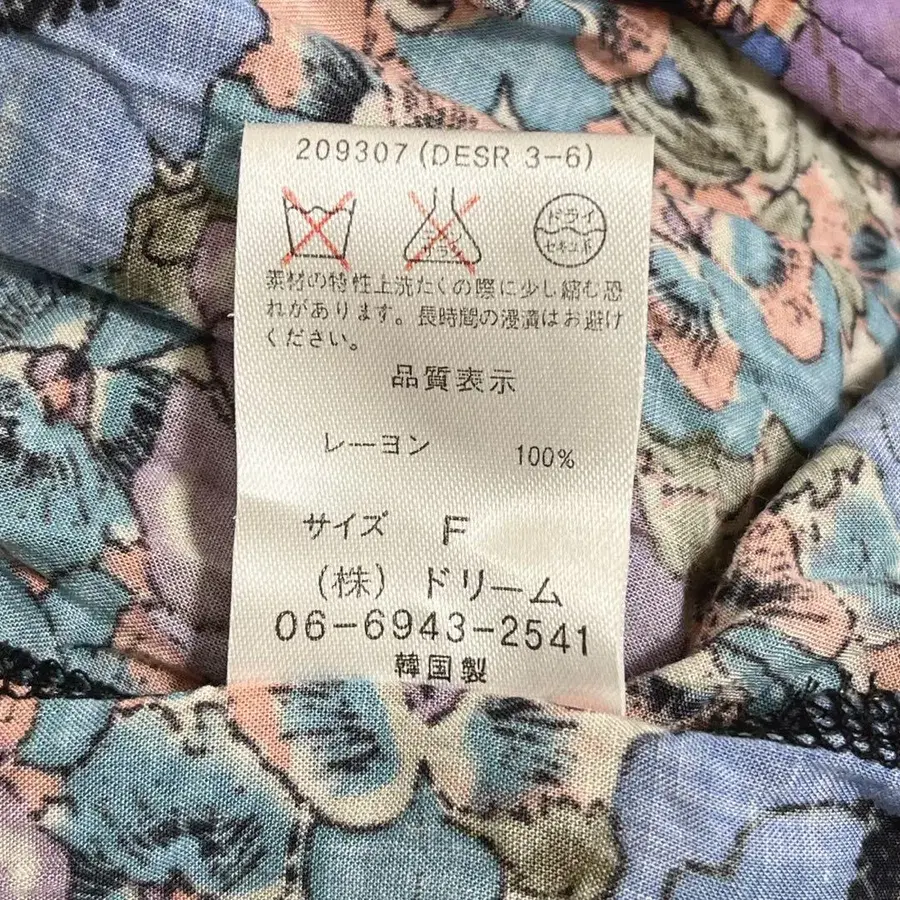 209307(DESR 3-6)
ドライ
セキユ系
素材の特性上洗たくの際に少し縮む恐
れがあります。長時間の浸漬はお避け
ください。
品質表示
レーヨン 100%
サイズ F
(株) ドリーム
06-6943-2541
韓国製